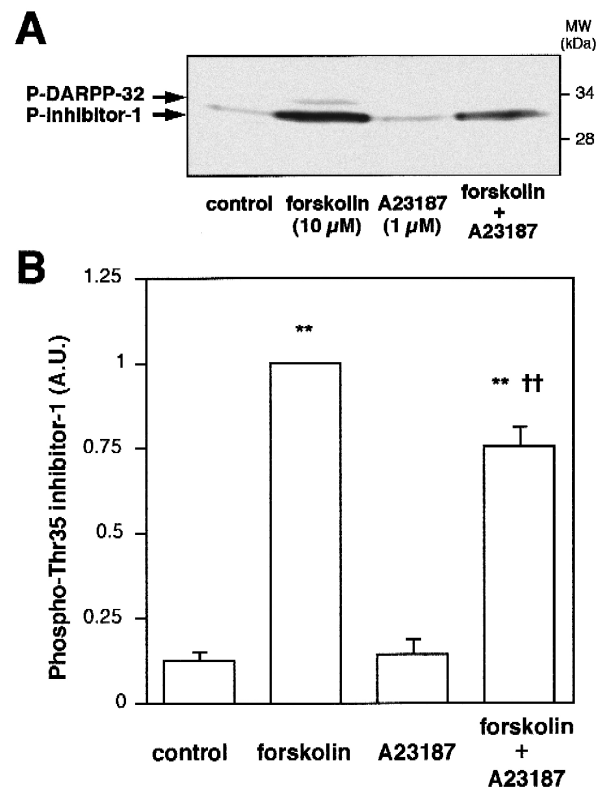 A
MW
(kDa)
P-DARPP-32
P-inhibitor-1
34
28
control
forskolin
(10 µM)
A23187
(1 µM)
forskolin
+
A23187
B
Phospho-Thr35 inhibitor-1 (A.U.)
1.25
1
0.75
0.5
0.25
0
**
** ††
control
forskolin
A23187
forskolin
+
A23187